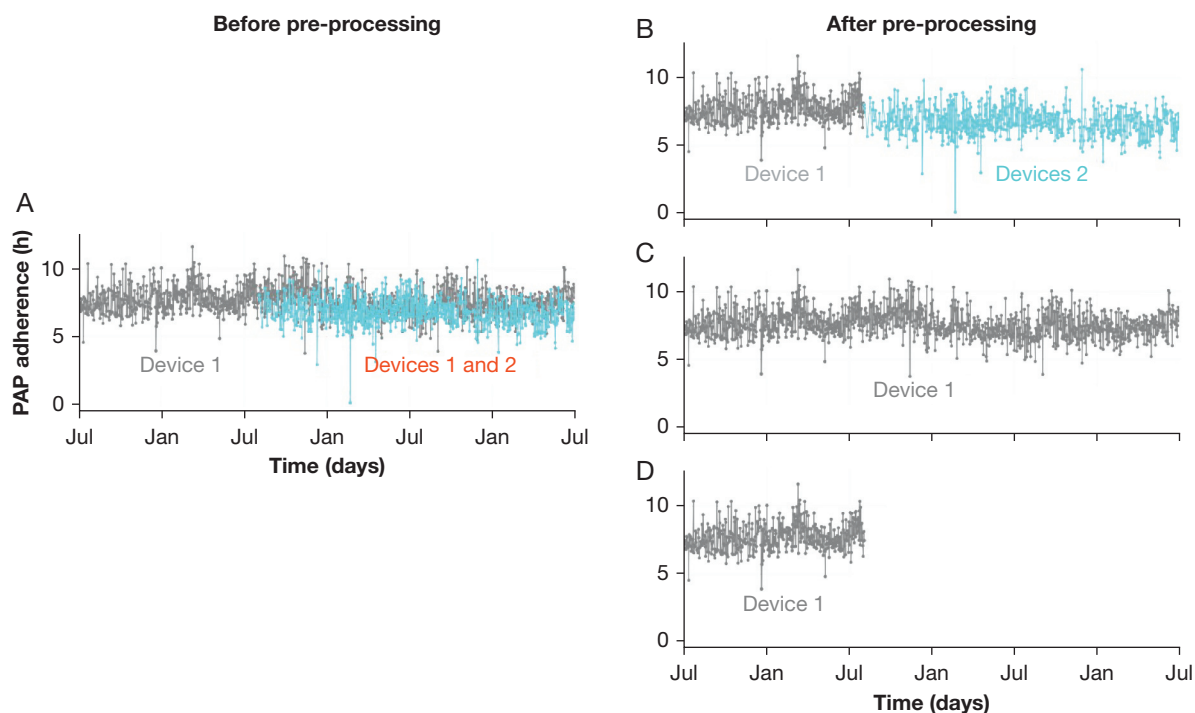 Before pre-processing
A
PAP adherence (h)
10
5
0
Device 1
Devices 1 and 2
Jul Jan Jul Jan Jul Jan Jul
Time (days)
After pre-processing
B
10
5
0
Device 1
Devices 2
C
10
5
0
Device 1
D
10
5
0
Device 1
Jul Jan Jul Jan Jul Jan Jul
Time (days)